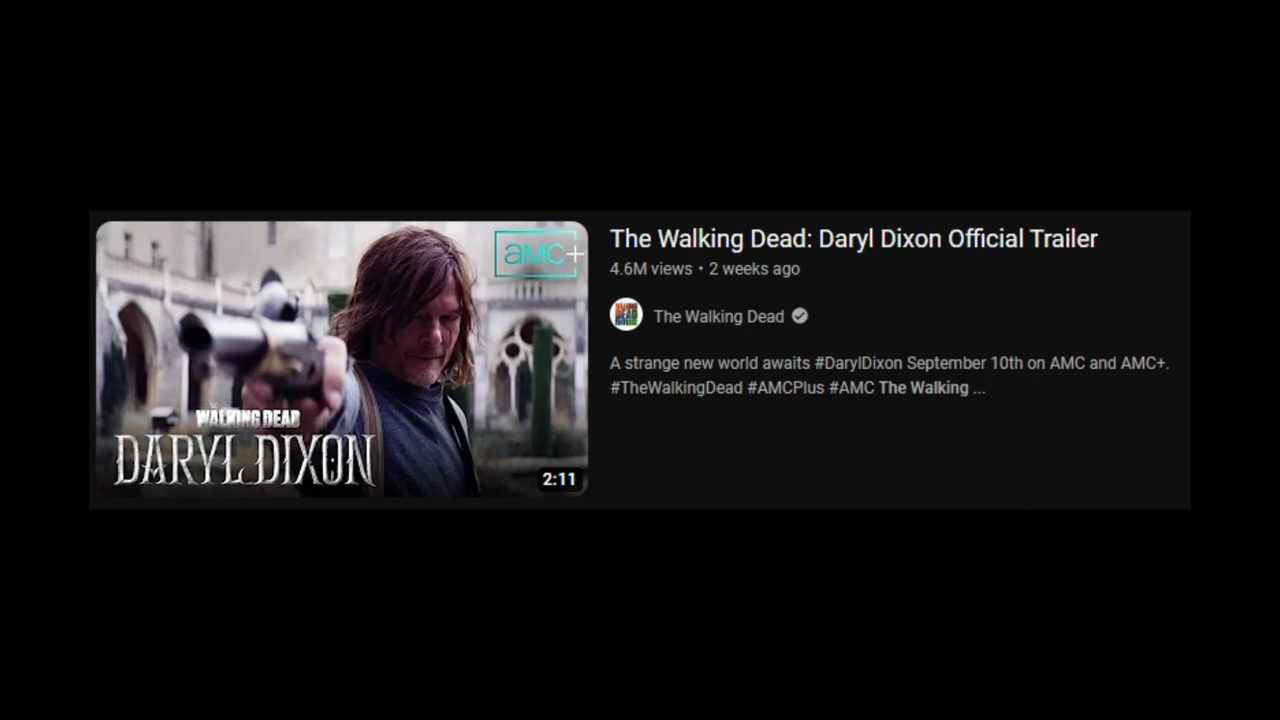 aMC+
THE
WALKING DEAD
DARYL DIXON
2:11
The Walking Dead: Daryl Dixon Official Trailer
4.6M views • 2 weeks ago
The Walking Dead
A strange new world awaits #DarylDixon September 10th on AMC and AMC+.
#TheWalkingDead #AMCPlus #AMC The Walking ...